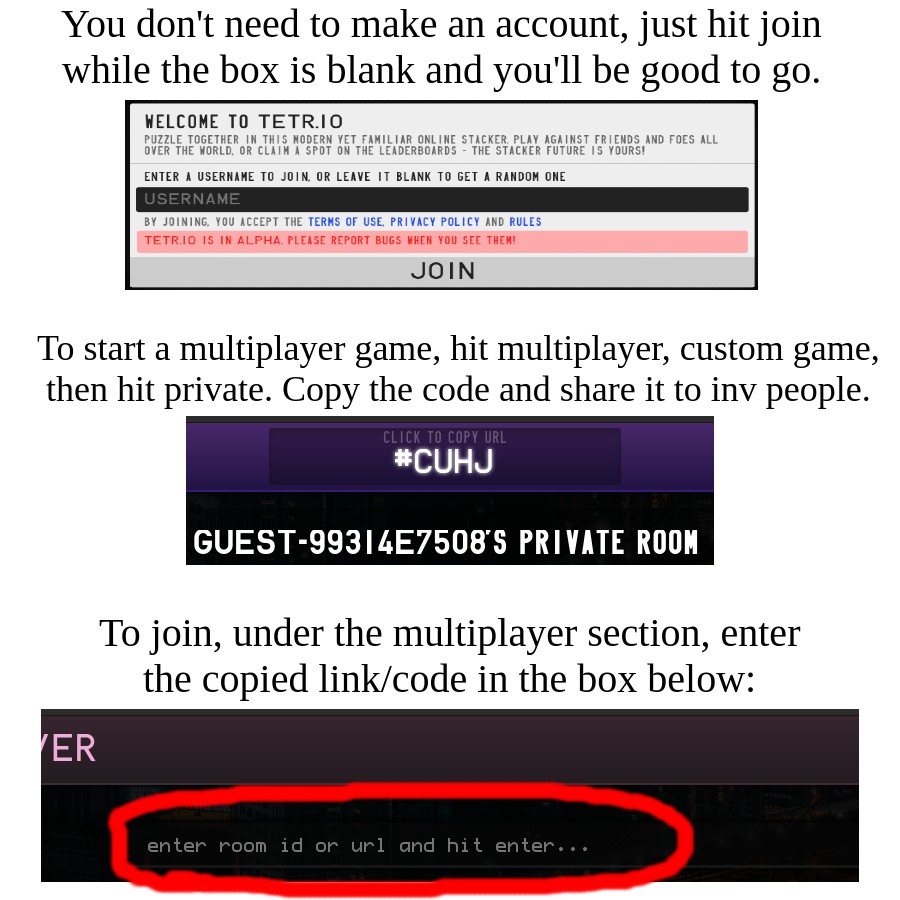 You don't need to make an account, just hit join
while the box is blank and you'll be good to go.
WELCOME TO TETR.IO
PUZZLE TOGETHER IN THIS MODERN YET FAMILIAR ONLINE STACKER. PLAY AGAINST FRIENDS AND FOES ALL
OVER THE WORLD, OR CLAIM A SPOT ON THE LEADERBOARDS - THE STACKER FUTURE IS YOURS!
ENTER A USERNAME TO JOIN, OR LEAVE IT BLANK TO GET A RANDOM ONE
USERNAME
BY JOINING, YOU ACCEPT THE TERMS OF USE, PRIVACY POLICY AND RULES
TETR.IO IS IN ALPHA. PLEASE REPORT BUGS WHEN YOU SEE THEM!
JOIN
To start a multiplayer game, hit multiplayer, custom game,
then hit private. Copy the code and share it to inv people.
CLICK TO COPY URL
#CUHJ
GUEST-99314E7508'S PRIVATE ROOM
To join, under the multiplayer section, enter
the copied link/code in the box below:
VER
enter room id or url and hit enter...